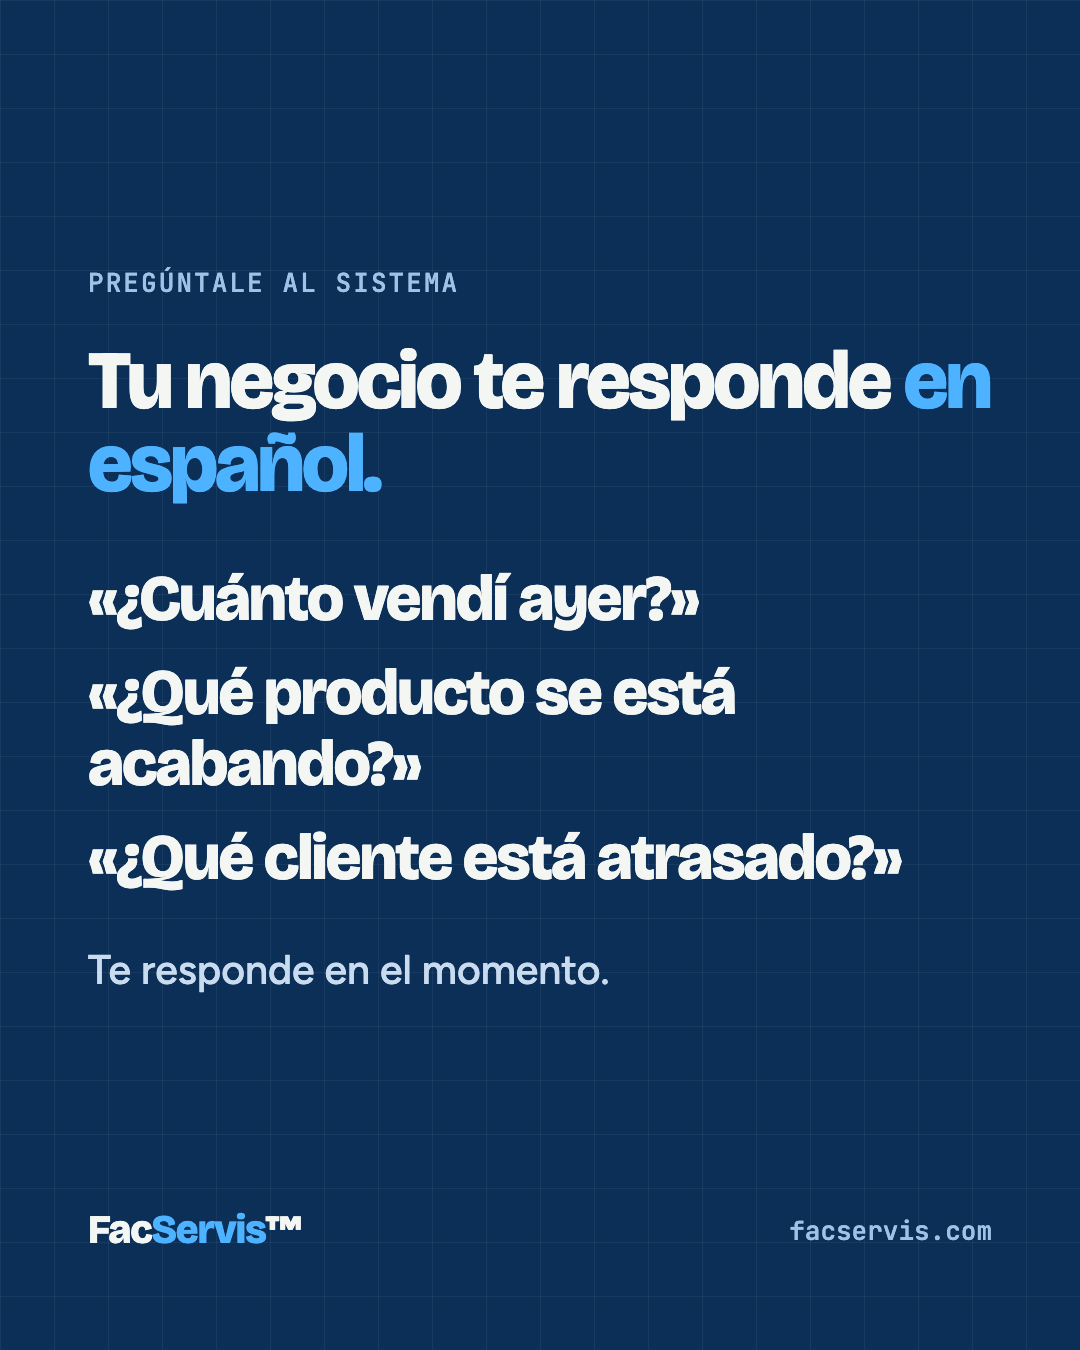 PREGÚNTALE AL SISTEMA
Tu negocio te responde en
español.
«¿Cuánto vendí ayer?»
«¿Qué producto se está
acabando?»
«¿Qué cliente está atrasado?»
Te responde en el momento.
FacServis™
facservis.com